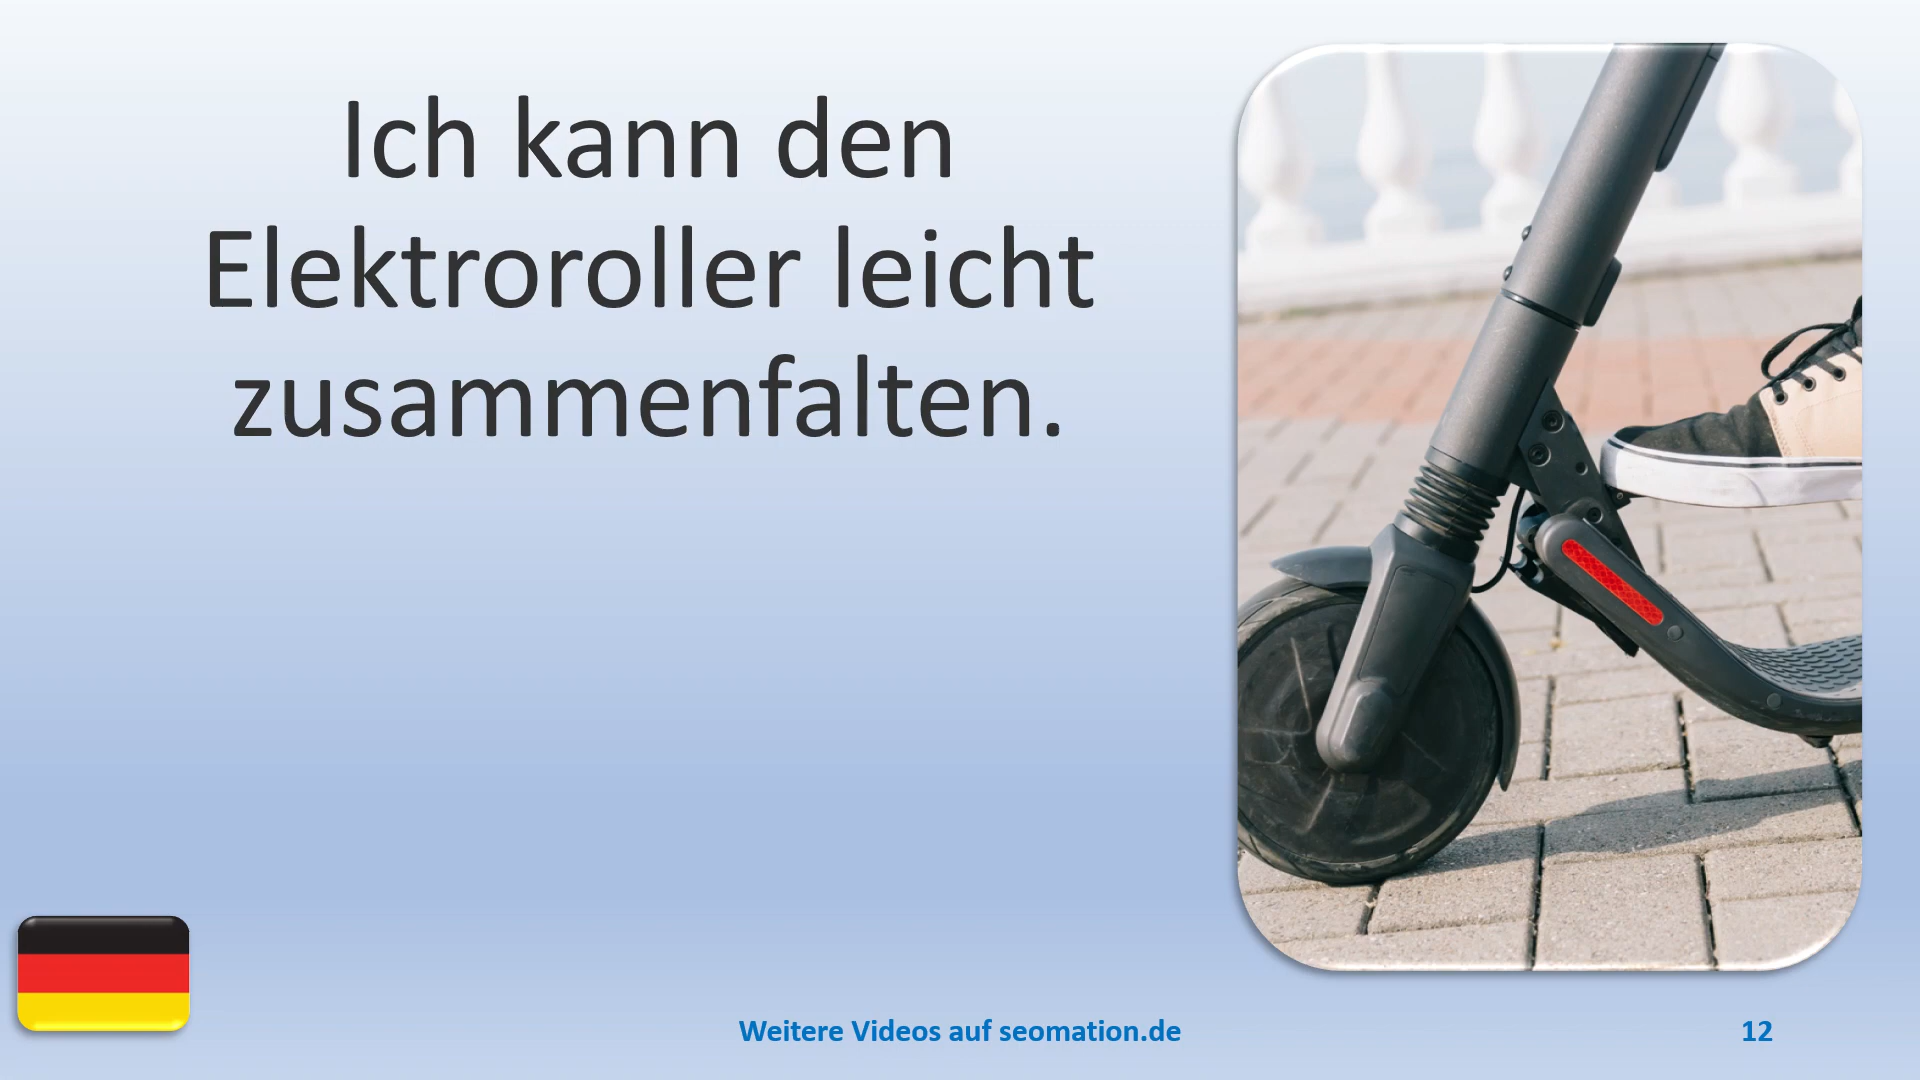 Ich kann den
Elektroroller leicht
zusammenfalten.
Weitere Videos auf seomation.de
12